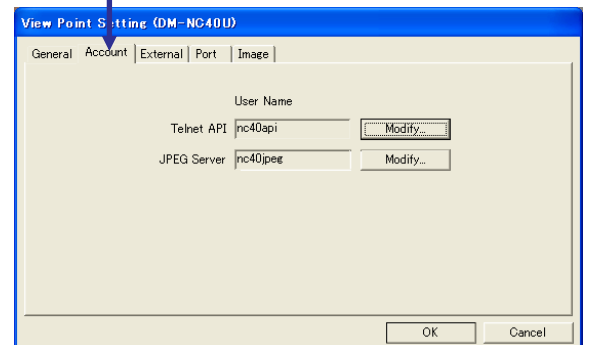 View Point Setting (DM-NC40U)
General Account External Port Image
User Name
Telnet API nc40api Modify...
JPEG Server nc40jpeg Modify...
OK Cancel